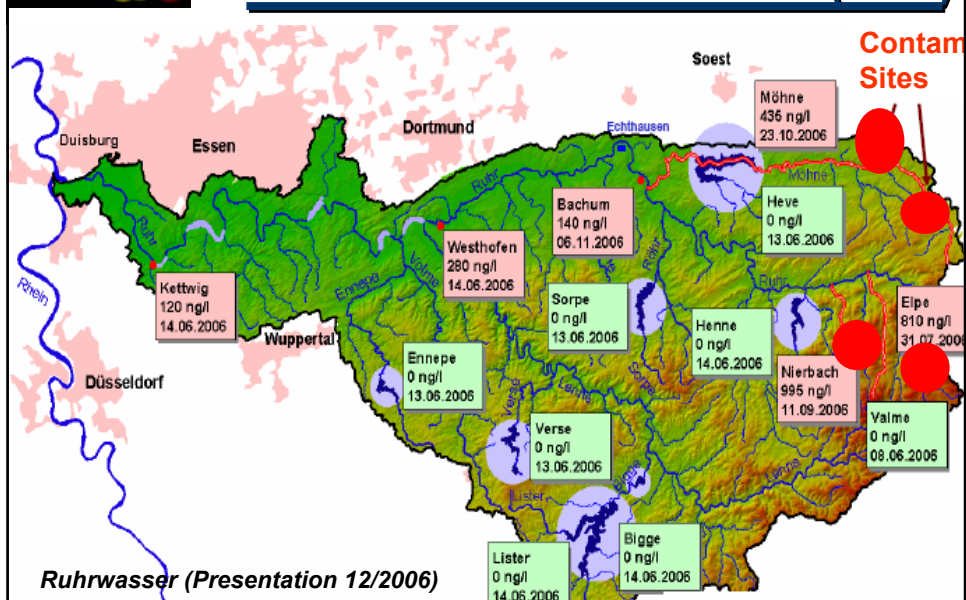 Contam
Sites
Soest
Möhne
435 ng/l
23.10.2006
Dortmund
Echthausen
Duisburg
Essen
Möhne
Ruhr
Bachum
140 ng/l
06.11.2006
Heve
0 ng/l
13.06.2006
Ruhr
Westhofen
280 ng/l
14.06.2006
Röhr
Volme
Ennepe
Ruhr
Rhein
Kettwig
120 ng/l
14.06.2006
Sorpe
0 ng/l
13.06.2006
Elpe
810 ng/l
31.07.2006
Henne
0 ng/l
14.06.2006
Wuppertal
Ennepe
0 ng/l
13.06.2006
Nierbach
995 ng/l
11.09.2006
Düsseldorf
Verse
Lenne
Sorpe
Valme
0 ng/l
08.06.2006
Verse
0 ng/l
13.06.2006
Lenne
Bigge
Lister
Bigge
0 ng/l
14.06.2006
Lister
0 ng/l
14.06.2006
Ruhrwasser (Presentation 12/2006)